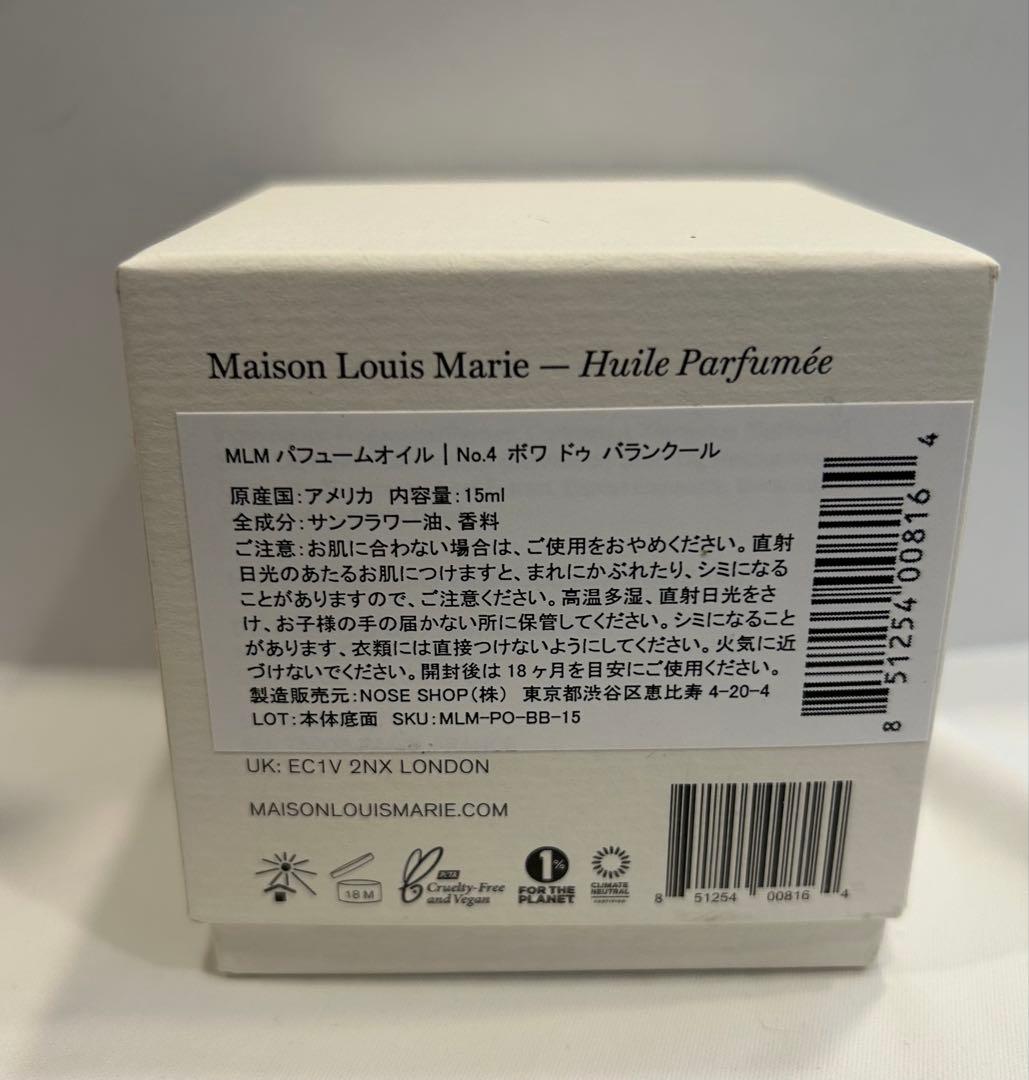 Maison Louis Marie — Huile Parfumée
MLM パフュームオイル | No.4 ボワ ドゥ バランクール
原産国：アメリカ 内容量：15ml
全成分：サンフラワー油、香料
ご注意：お肌に合わない場合は、ご使用をおやめください。直射
日光のあたるお肌につけますと、まれにかぶれたり、シミになる
ことがありますので、ご注意ください。高温多湿、直射日光をさ
け、お子様の手の届かない所に保管してください。シミになること
があります、衣類には直接つけないようにしてください。火気に近
づけないでください。開封後は 18 ヶ月を目安にご使用ください。
製造販売元：NOSE SHOP（株） 東京都渋谷区恵比寿 4-20-4
LOT：本体底面 SKU：MLM-PO-BB-15
8 51254 00816 4
UK: EC1V 2NX LONDON
MAISONLOUISMARIE.COM
18 M
PETA
Cruelty-Free
and Vegan
1%
FOR THE
PLANET
CLIMATE
NEUTRAL
CERTIFIED
8 51254 00816 4